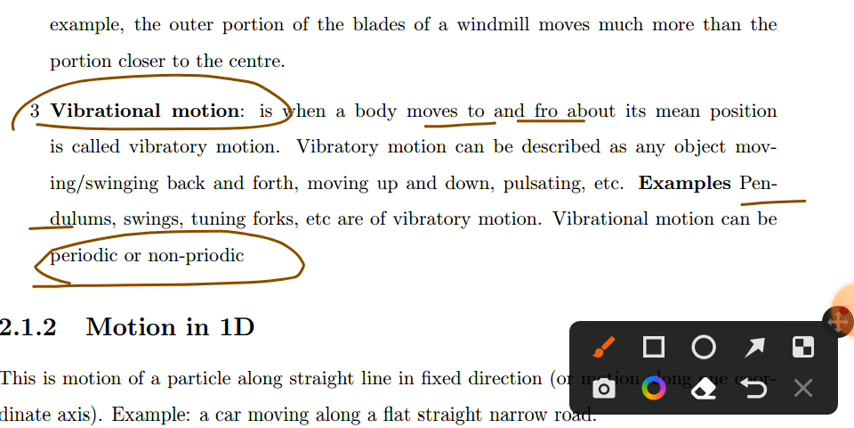 example, the outer portion of the blades of a windmill moves much more than the
portion closer to the centre.
3 Vibrational motion: is when a body moves to and fro about its mean position
is called vibratory motion. Vibratory motion can be described as any object mov-
ing/swinging back and forth, moving up and down, pulsating, etc. Examples Pen-
dulums, swings, tuning forks, etc are of vibratory motion. Vibrational motion can be
periodic or non-priodic
2.1.2 Motion in 1D
This is motion of a particle along straight line in fixed direction (or motion along one coor-
dinate axis). Example: a car moving along a flat straight narrow road.